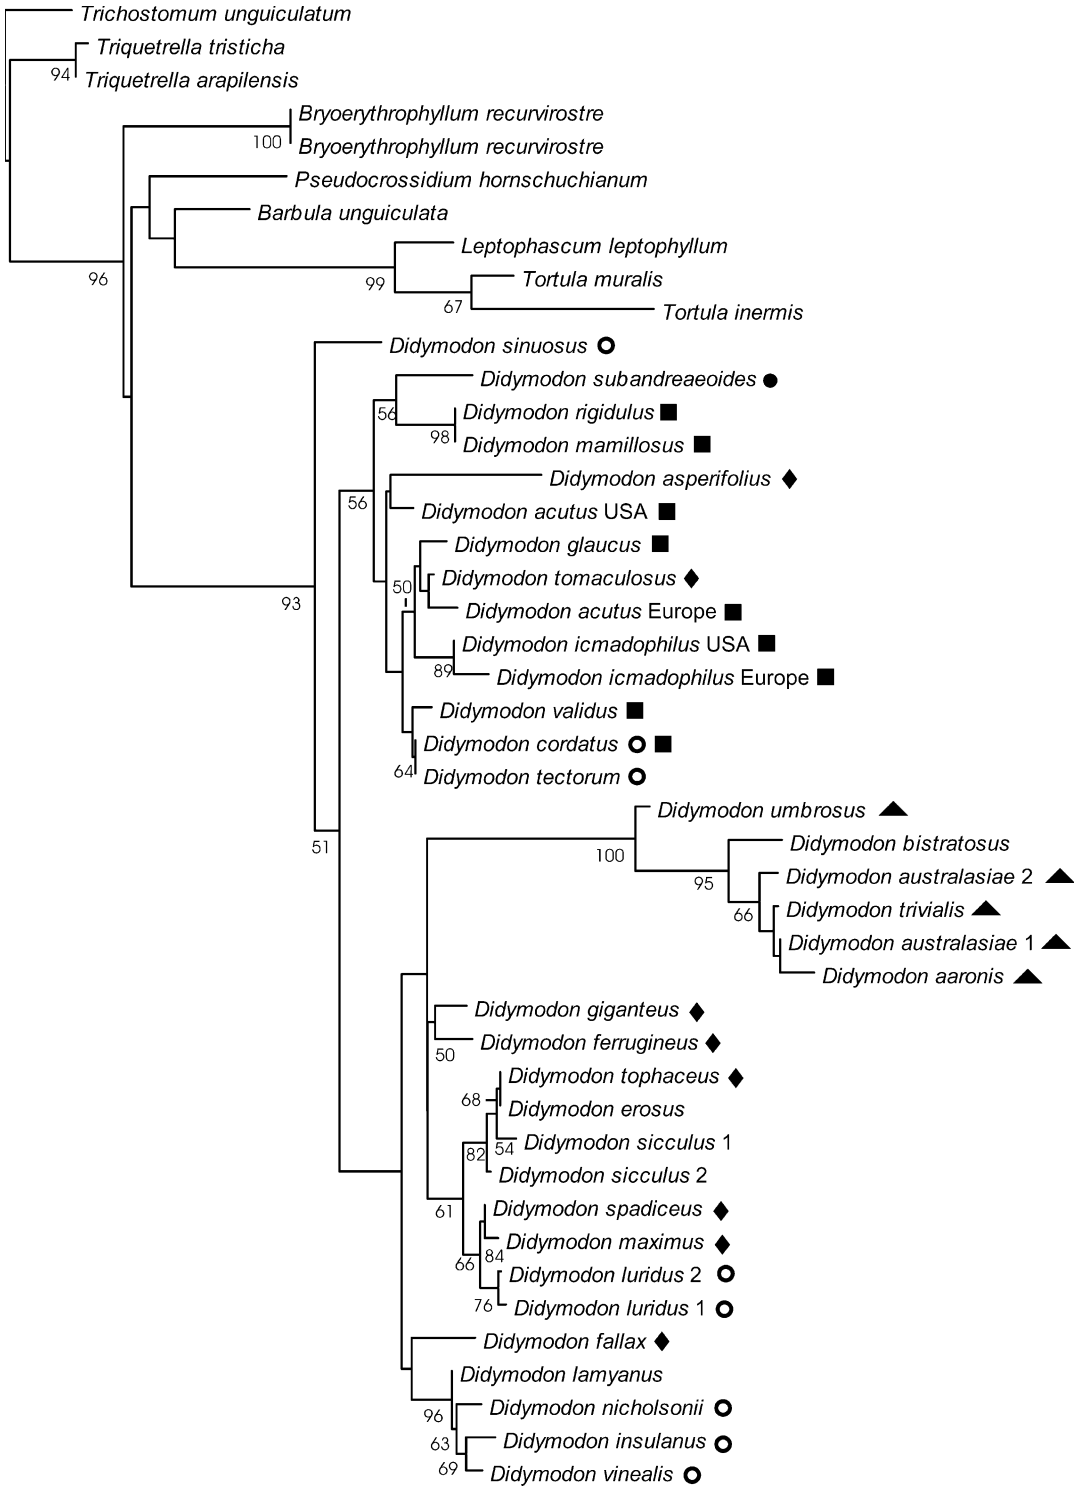 Trichostomum unguiculatum
Triquetrella tristicha
94
Triquetrella arapilensis
Bryoerythrophyllum recurvirostre
100
Bryoerythrophyllum recurvirostre
Pseudocrossidium hornschuchianum
Barbula unguiculata
Leptophascum leptophyllum
96
99
Tortula muralis
67
Tortula inermis
Didymodon sinuosus
Didymodon subandreaeoides
56
Didymodon rigidulus
98
Didymodon mamillosus
Didymodon asperifolius
56
Didymodon acutus USA
Didymodon glaucus
Didymodon tomaculosus
50
93
Didymodon acutus Europe
Didymodon icmadophilus USA
89
Didymodon icmadophilus Europe
Didymodon validus
Didymodon cordatus
64
Didymodon tectorum
Didymodon umbrosus
51
100
Didymodon bistratosus
95
Didymodon australasiae 2
66
Didymodon trivialis
Didymodon australasiae 1
Didymodon aaronis
Didymodon giganteus
Didymodon ferrugineus
50
Didymodon tophaceus
68
Didymodon erosus
Didymodon sicculus 1
54
82
Didymodon sicculus 2
61
Didymodon spadiceus
Didymodon maximus
84
66
Didymodon luridus 2
76
Didymodon luridus 1
Didymodon fallax
Didymodon lamyanus
96
Didymodon nicholsonii
63
Didymodon insulanus
69
Didymodon vinealis